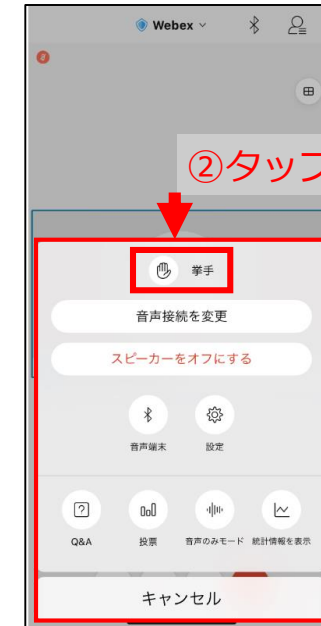 Webex
②タップ
挙手
音声接続を変更
スピーカーをオフにする
音声端末 設定
Q&A 投票 音声のみモード 統計情報を表示
キャンセル